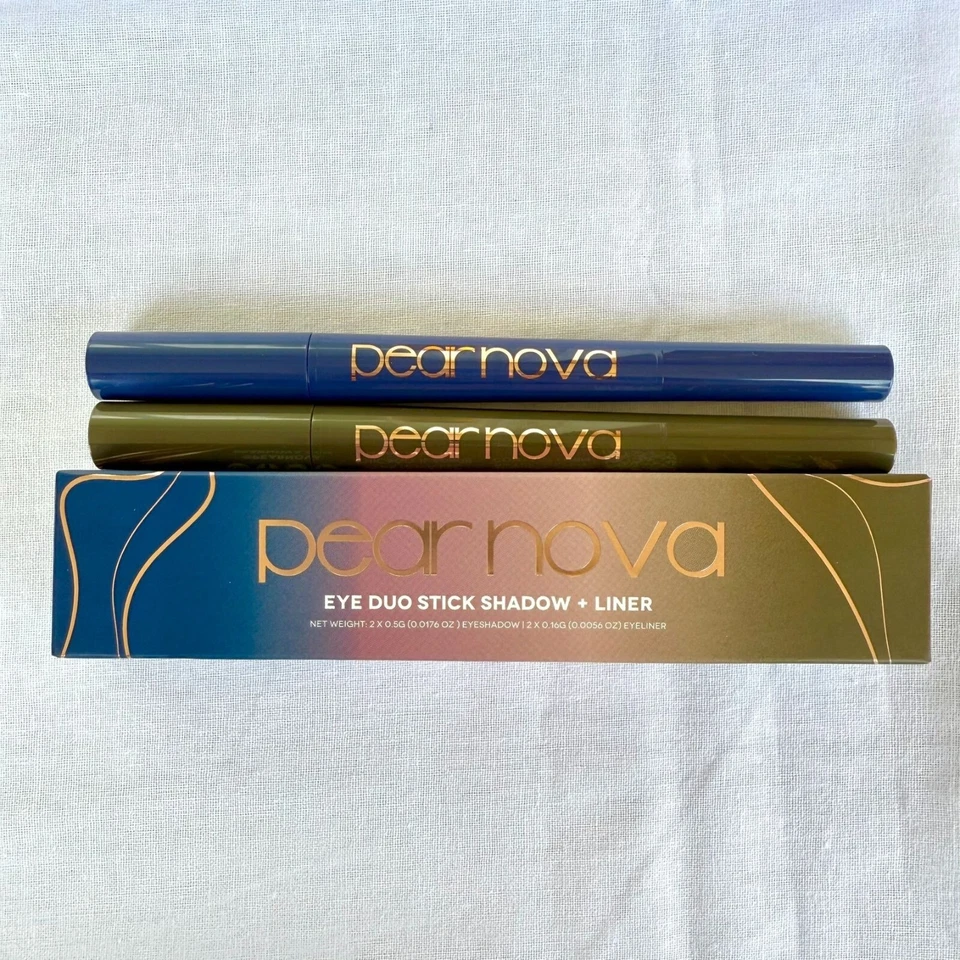 pear nova
pear nova
pear nova
EYE DUO STICK SHADOW + LINER
NET WEIGHT: 2 X 0.5G (0.0176 OZ ) EYESHADOW | 2 X 0.16G (0.0056 OZ) EYELINER